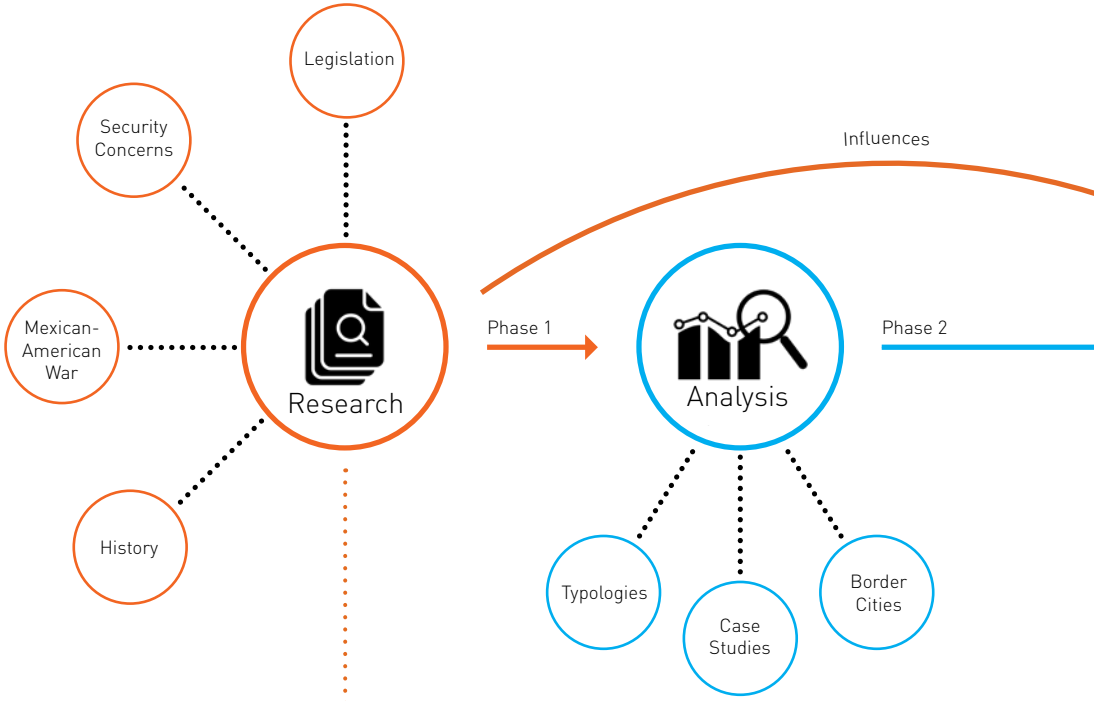 Legislation
Security
Concerns
Influences
Mexican-
American
War
Phase 1
Phase 2
Research
Analysis
History
Typologies
Case
Studies
Border
Cities